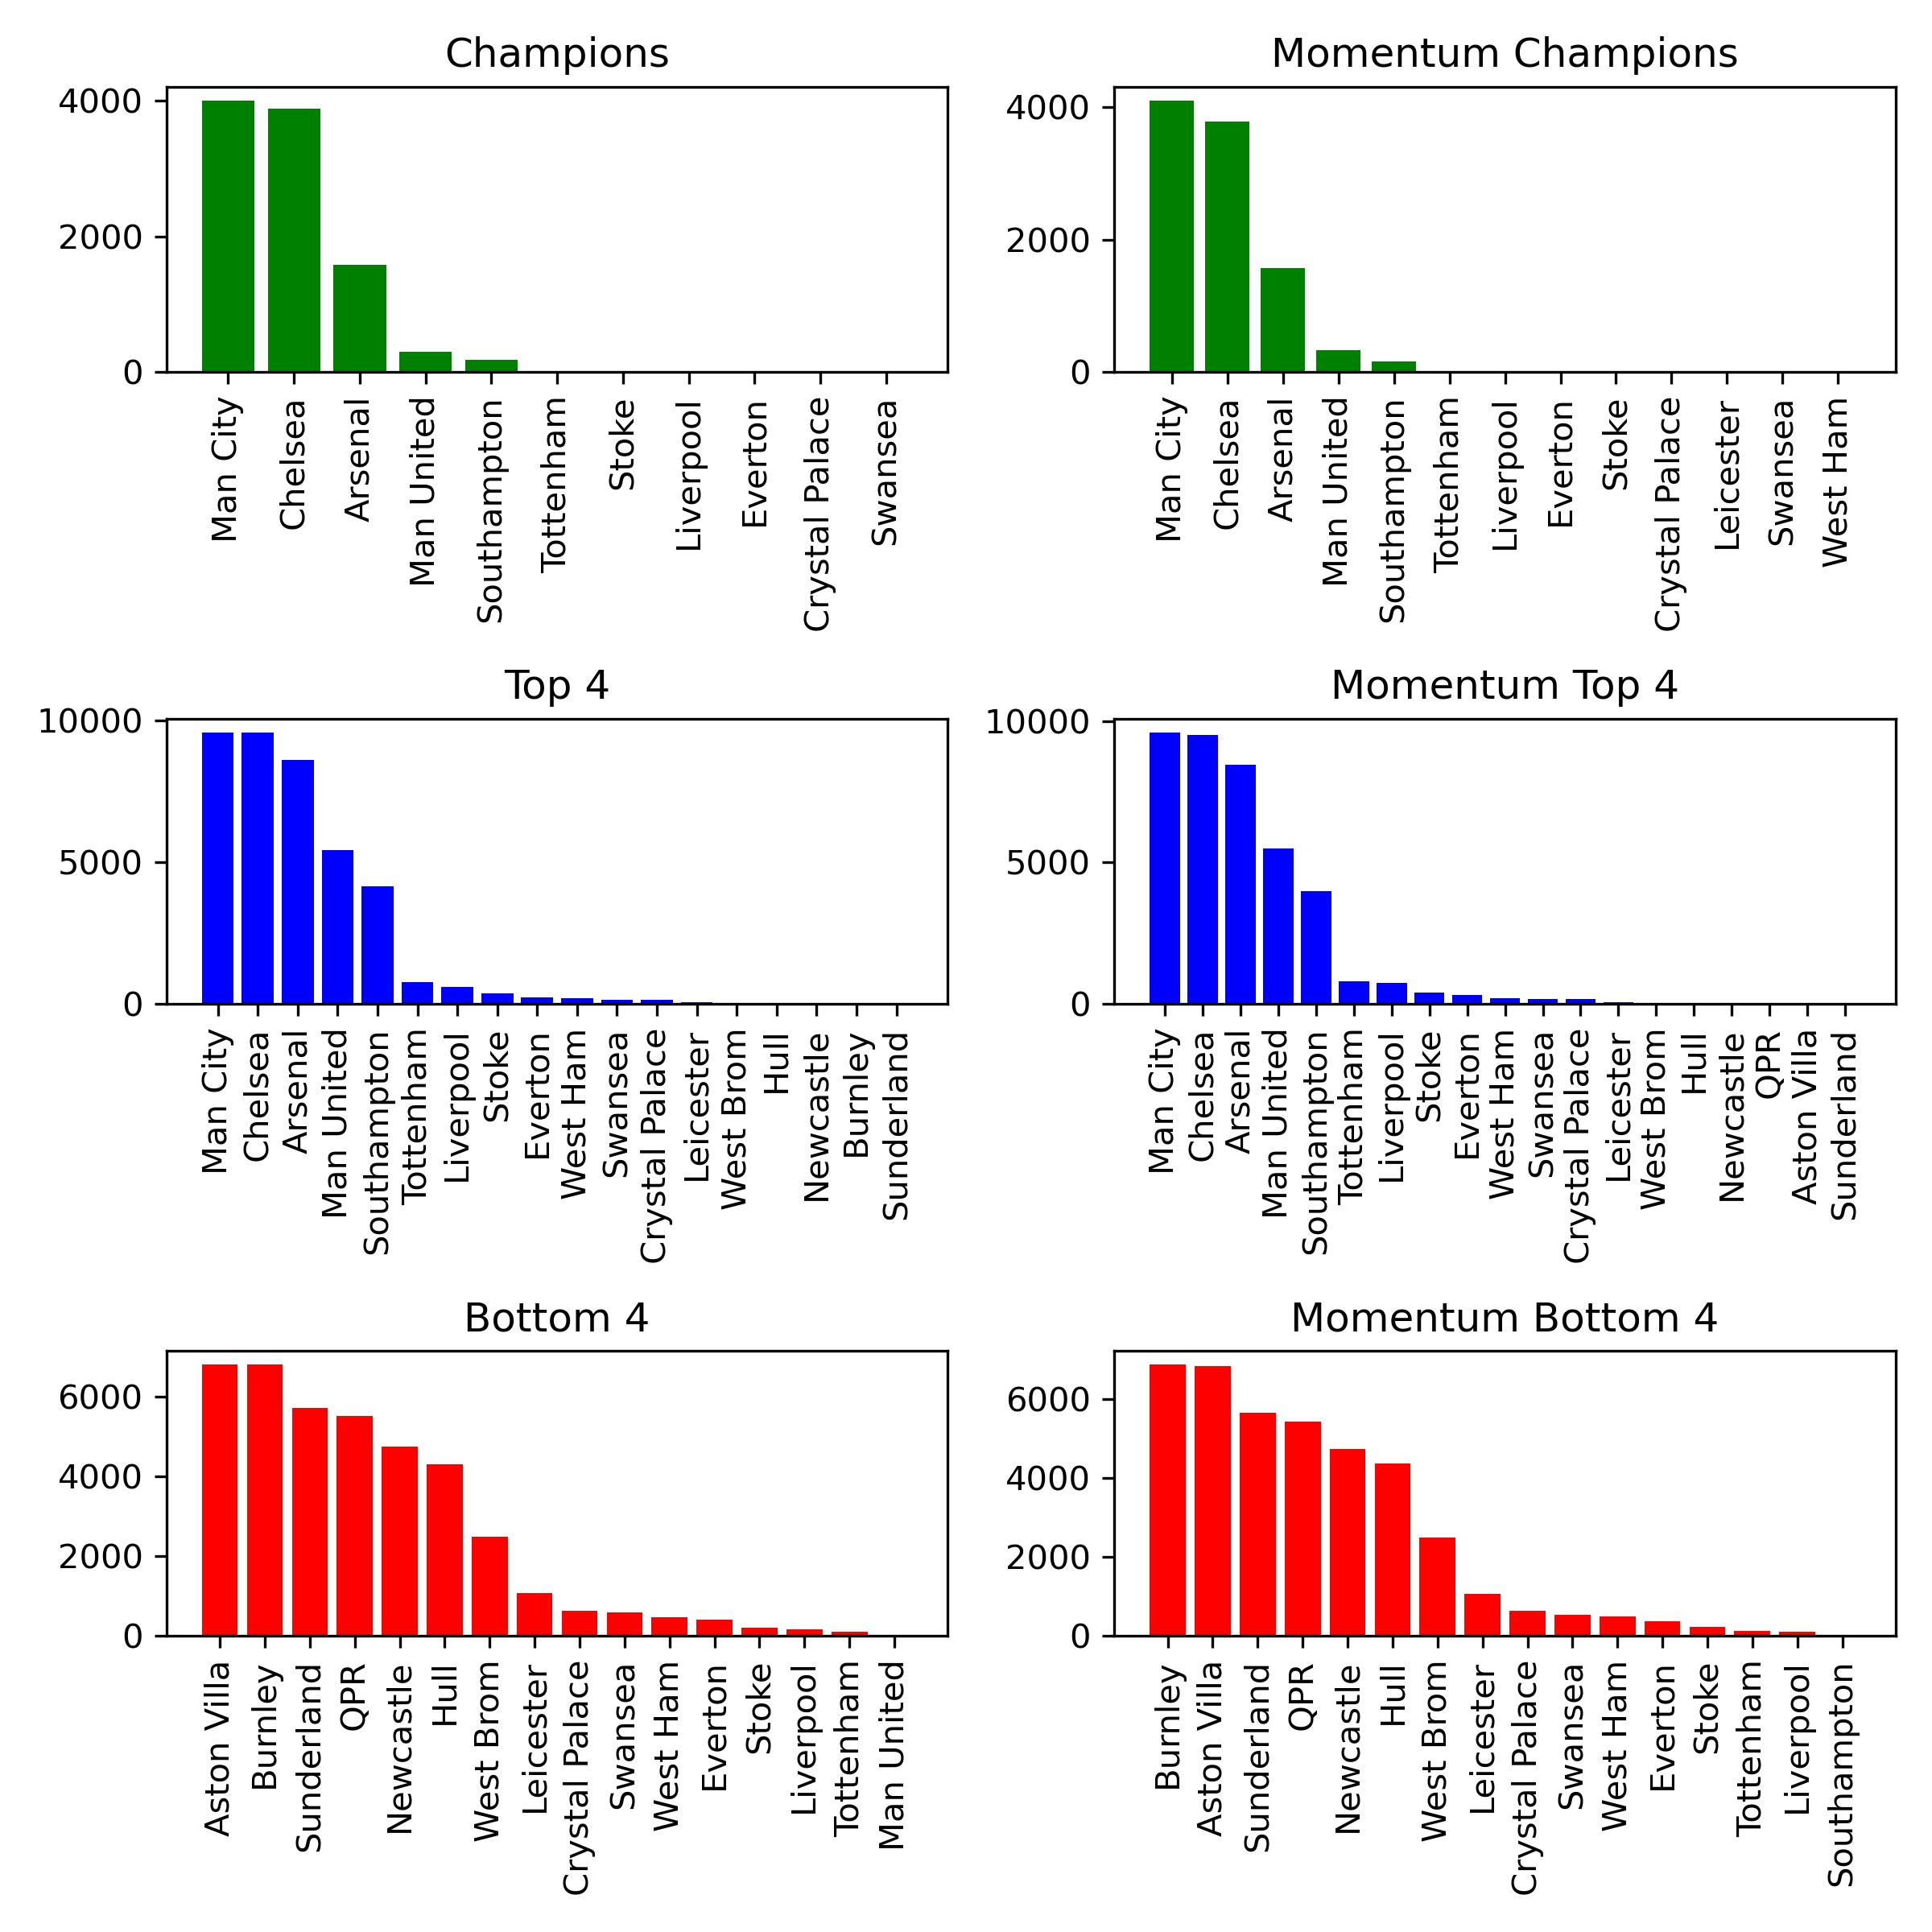 Champions
4000
2000
0
Man City
Chelsea
Arsenal
Man United
Southampton
Tottenham
Stoke
Liverpool
Everton
Crystal Palace
Swansea
Momentum Champions
4000
2000
0
Man City
Chelsea
Arsenal
Man United
Southampton
Tottenham
Liverpool
Everton
Stoke
Crystal Palace
Leicester
Swansea
West Ham
Top 4
10000
5000
0
Man City
Chelsea
Arsenal
Man United
Southampton
Tottenham
Liverpool
Stoke
Everton
West Ham
Swansea
Crystal Palace
Leicester
West Brom
Hull
Newcastle
Burnley
Sunderland
Momentum Top 4
10000
5000
0
Man City
Chelsea
Arsenal
Man United
Southampton
Tottenham
Liverpool
Stoke
Everton
West Ham
Swansea
Crystal Palace
Leicester
West Brom
Hull
Newcastle
QPR
Aston Villa
Sunderland
Bottom 4
6000
4000
2000
0
Aston Villa
Burnley
Sunderland
QPR
Newcastle
Hull
West Brom
Leicester
Crystal Palace
Swansea
West Ham
Everton
Stoke
Liverpool
Tottenham
Man United
Momentum Bottom 4
6000
4000
2000
0
Burnley
Aston Villa
Sunderland
QPR
Newcastle
Hull
West Brom
Leicester
Crystal Palace
Swansea
West Ham
Everton
Stoke
Tottenham
Liverpool
Southampton